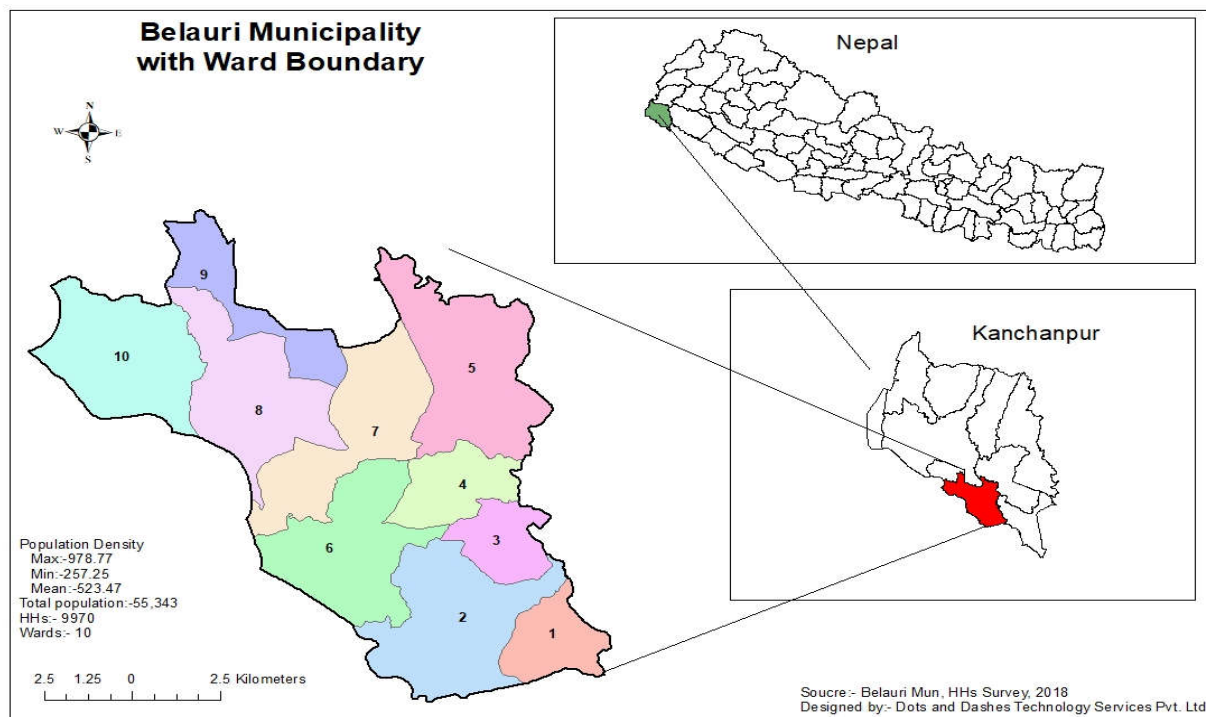 Belauri Municipality
with Ward Boundary
N
W E
S
Nepal
Kanchanpur
9
10
5
8
7
4
3
6
2
1
Population Density
Max:-978.77
Min:-257.25
Mean:-523.47
Total population:-55,343
HHs:- 9970
Wards:- 10
2.5 1.25 0 2.5 Kilometers
Soucre:- Belauri Mun, HHs Survey, 2018
Designed by:- Dots and Dashes Technology Services Pvt. Ltd